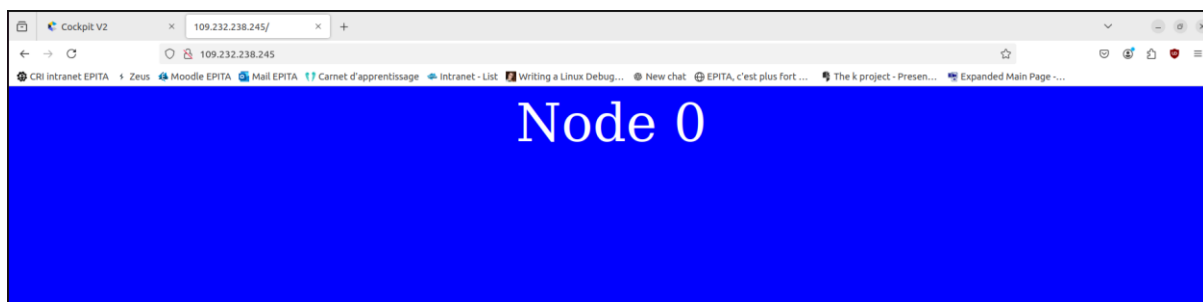 Cockpit V2
109.232.238.245/
109.232.238.245
CRI intranet EPITA Zeus Moodle EPITA Mail EPITA Carnet d'apprentissage Intranet - List Writing a Linux Debug... New chat EPITA, c'est plus fort ... The k project - Presen... Expanded Main Page -...
Node 0